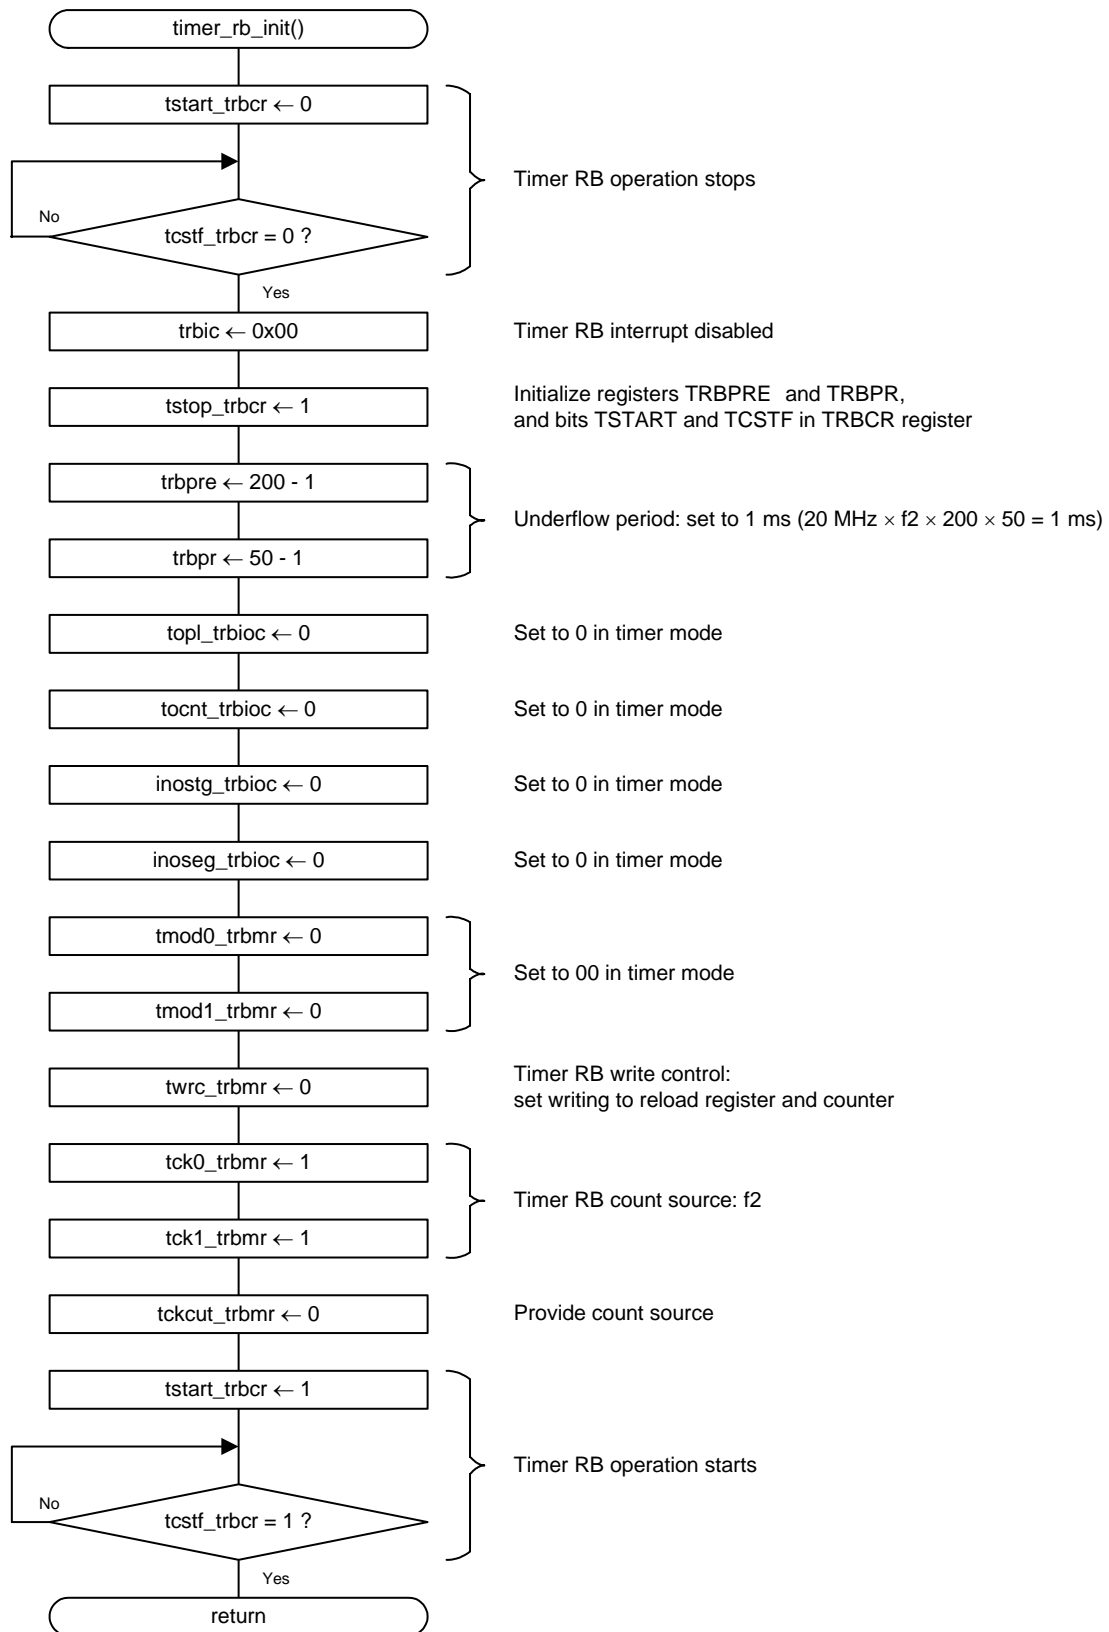 timer_rb_init()
tstart_trbcr ← 0
Timer RB operation stops
No
tcstf_trbcr = 0 ?
Yes
trbic ← 0x00
Timer RB interrupt disabled
tstop_trbcr ← 1
Initialize registers TRBPRE and TRBPR,
and bits TSTART and TCSTF in TRBCR register
trbpre ← 200 - 1
Underflow period: set to 1 ms (20 MHz × f2 × 200 × 50 = 1 ms)
trbpr ← 50 - 1
topl_trbioc ← 0
Set to 0 in timer mode
tocnt_trbioc ← 0
Set to 0 in timer mode
inostg_trbioc ← 0
Set to 0 in timer mode
inoseg_trbioc ← 0
Set to 0 in timer mode
tmod0_trbmr ← 0
Set to 00 in timer mode
tmod1_trbmr ← 0
twrc_trbmr ← 0
Timer RB write control:
set writing to reload register and counter
tck0_trbmr ← 1
Timer RB count source: f2
tck1_trbmr ← 1
tckcut_trbmr ← 0
Provide count source
tstart_trbcr ← 1
Timer RB operation starts
No
tcstf_trbcr = 1 ?
Yes
return